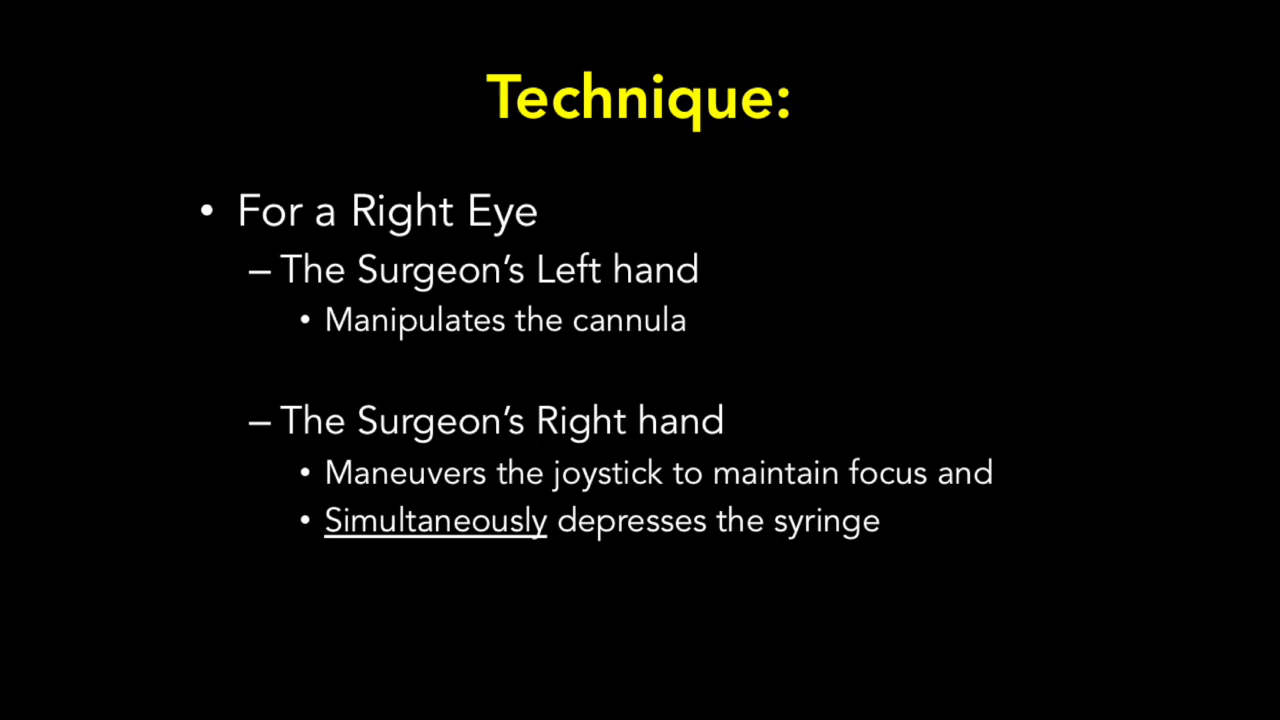 Technique:
• For a Right Eye
– The Surgeon’s Left hand
• Manipulates the cannula
– The Surgeon’s Right hand
• Maneuvers the joystick to maintain focus and
• Simultaneously depresses the syringe